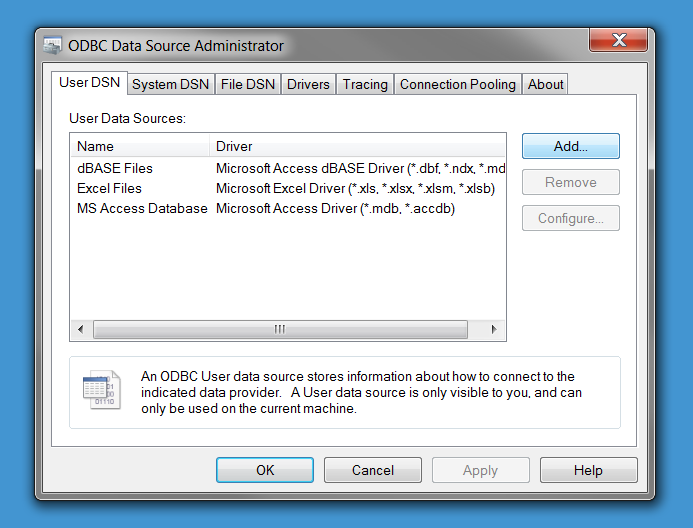 ODBC Data Source Administrator
User DSN System DSN File DSN Drivers Tracing Connection Pooling About
User Data Sources:
Name Driver
dBASE Files Microsoft Access dBASE Driver (*.dbf, *.ndx, *.md
Excel Files Microsoft Excel Driver (*.xls, *.xlsx, *.xlsm, *.xlsb)
MS Access Database Microsoft Access Driver (*.mdb, *.accdb)
Add...
Remove
Configure...
An ODBC User data source stores information about how to connect to the
indicated data provider. A User data source is only visible to you, and can
only be used on the current machine.
OK Cancel Apply Help